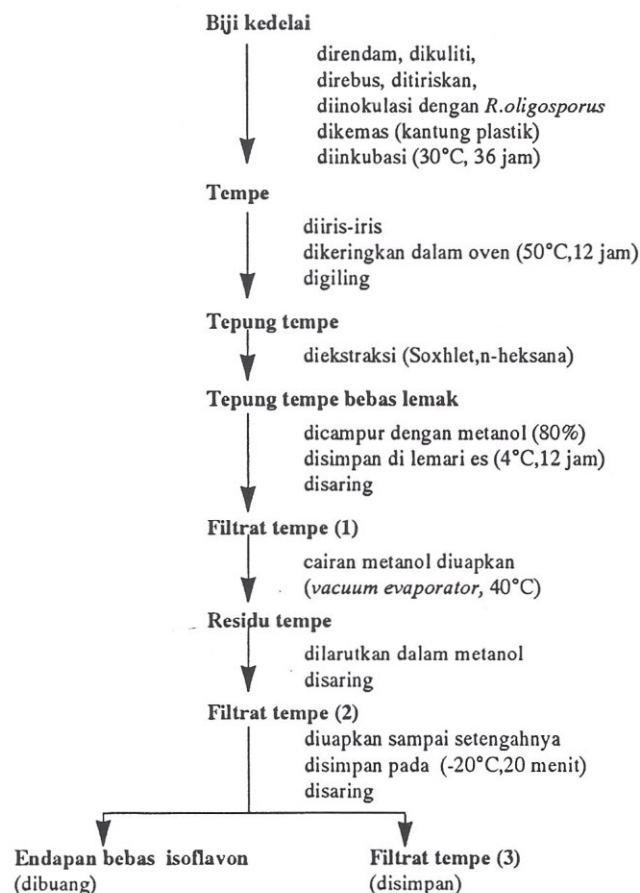 Biji kedelai
direndam, dikuliti,
direbus, ditiriskan,
diinokulasi dengan R.oligosporus
dikemas (kantung plastik)
diinkubasi (30°C, 36 jam)
Tempe
diiris-iris
dikeringkan dalam oven (50°C,12 jam)
digiling
Tepung tempe
diekstraksi (Soxhlet,n-heksana)
Tepung tempe bebas lemak
dicampur dengan metanol (80%)
disimpan di lemari es (4°C,12 jam)
disaring
Filtrat tempe (1)
cairan metanol diuapkan
(vacuum evaporator, 40°C)
Residu tempe
dilarutkan dalam metanol
disaring
Filtrat tempe (2)
diuapkan sampai setengahnya
disimpan pada (-20°C,20 menit)
disaring
Endapan bebas isoflavon
(dibuang)
Filtrat tempe (3)
(disimpan)